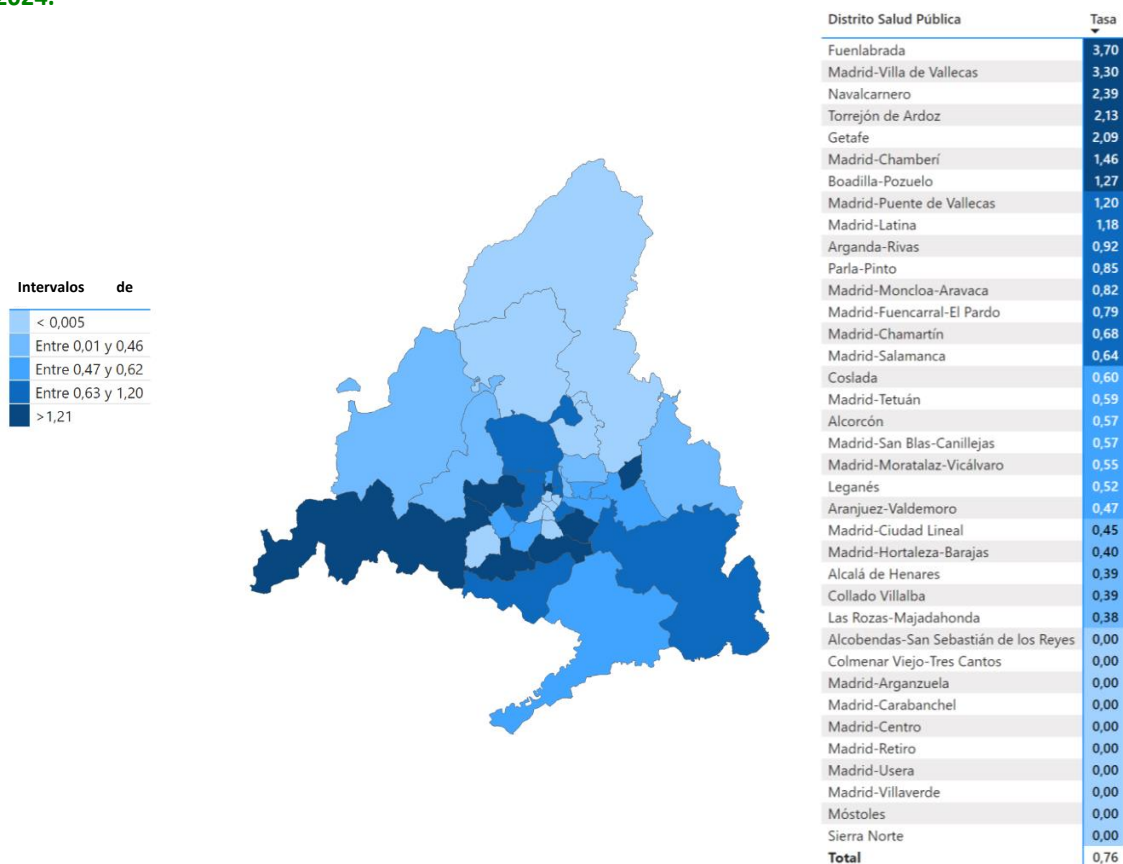 2024.
Intervalos de
< 0,005
Entre 0,01 y 0,46
Entre 0,47 y 0,62
Entre 0,63 y 1,20
>1,21
Distrito Salud Pública Tasa
Fuenlabrada 3,70
Madrid-Villa de Vallecas 3,30
Navalcarnero 2,39
Torrejón de Ardoz 2,13
Getafe 2,09
Madrid-Chamberí 1,46
Boadilla-Pozuelo 1,27
Madrid-Puente de Vallecas 1,20
Madrid-Latina 1,18
Arganda-Rivas 0,92
Parla-Pinto 0,85
Madrid-Moncloa-Aravaca 0,82
Madrid-Fuencarral-El Pardo 0,79
Madrid-Chamartín 0,68
Madrid-Salamanca 0,64
Coslada 0,60
Madrid-Tetuán 0,59
Alcorcón 0,57
Madrid-San Blas-Canillejas 0,57
Madrid-Moratalaz-Vicálvaro 0,55
Leganés 0,52
Aranjuez-Valdemoro 0,47
Madrid-Ciudad Lineal 0,45
Madrid-Hortaleza-Barajas 0,40
Alcalá de Henares 0,39
Collado Villalba 0,39
Las Rozas-Majadahonda 0,38
Alcobendas-San Sebastián de los Reyes 0,00
Colmenar Viejo-Tres Cantos 0,00
Madrid-Arganzuela 0,00
Madrid-Carabanchel 0,00
Madrid-Centro 0,00
Madrid-Retiro 0,00
Madrid-Usera 0,00
Madrid-Villaverde 0,00
Móstoles 0,00
Sierra Norte 0,00
Total 0,76